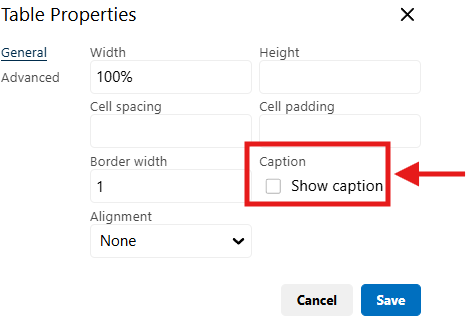 Table Properties
General
Advanced
Width
Height
100%
Cell spacing
Cell padding
Border width
Caption
1
Show caption
Alignment
None
Cancel
Save